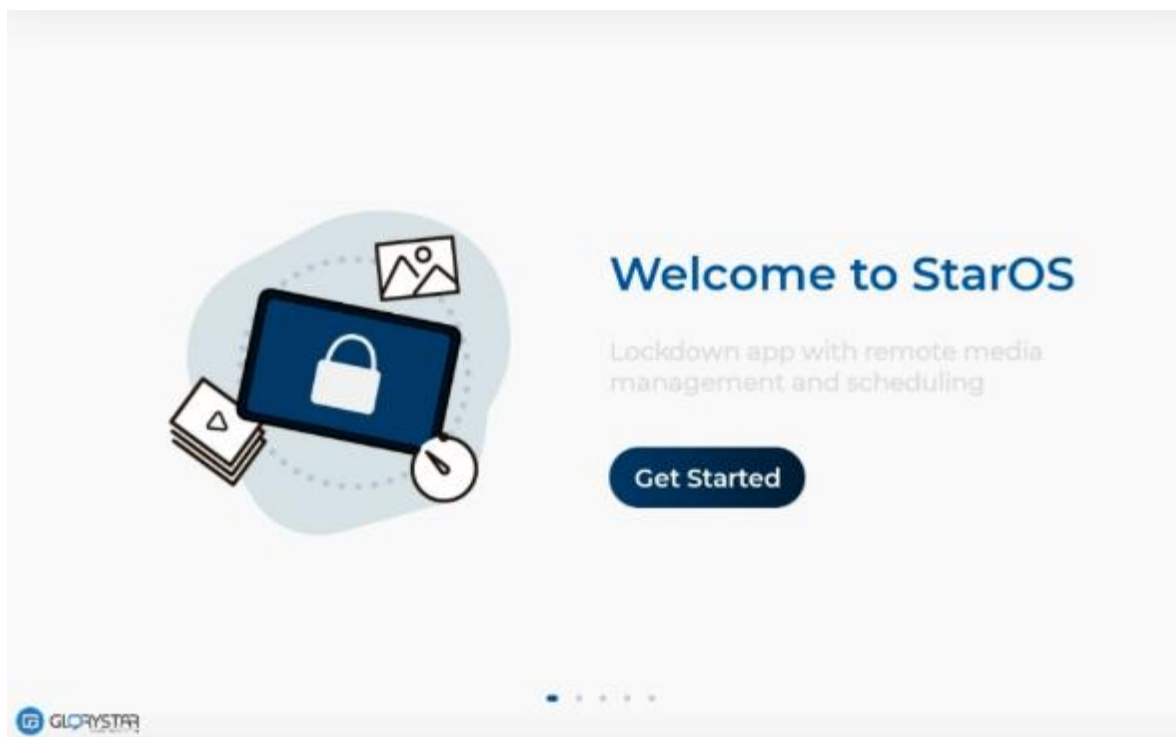 Welcome to StarOS
Lockdown app with remote media
management and scheduling
Get Started
GLORYSTAR